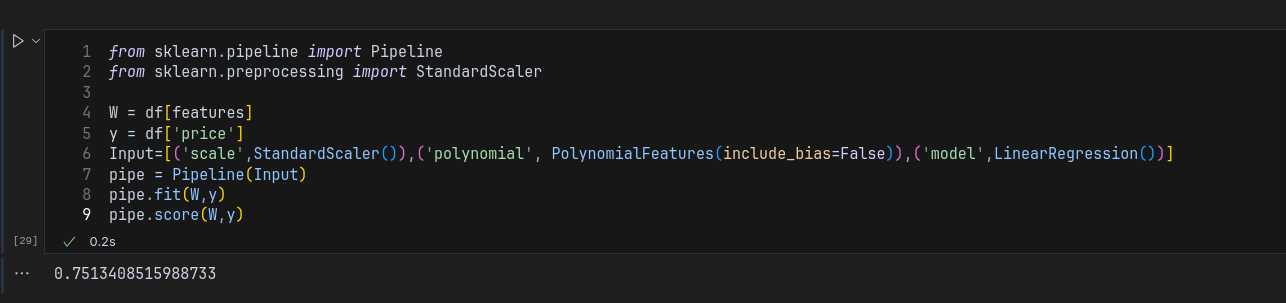 1 from sklearn.pipeline import Pipeline
2 from sklearn.preprocessing import StandardScaler
3
4 W = df[features]
5 y = df['price']
6 Input=[('scale',StandardScaler()),('polynomial', PolynomialFeatures(include_bias=False)),('model',LinearRegression())]
7 pipe = Pipeline(Input)
8 pipe.fit(W,y)
9 pipe.score(W,y)
[29] 0.2s
... 0.7513408515988733